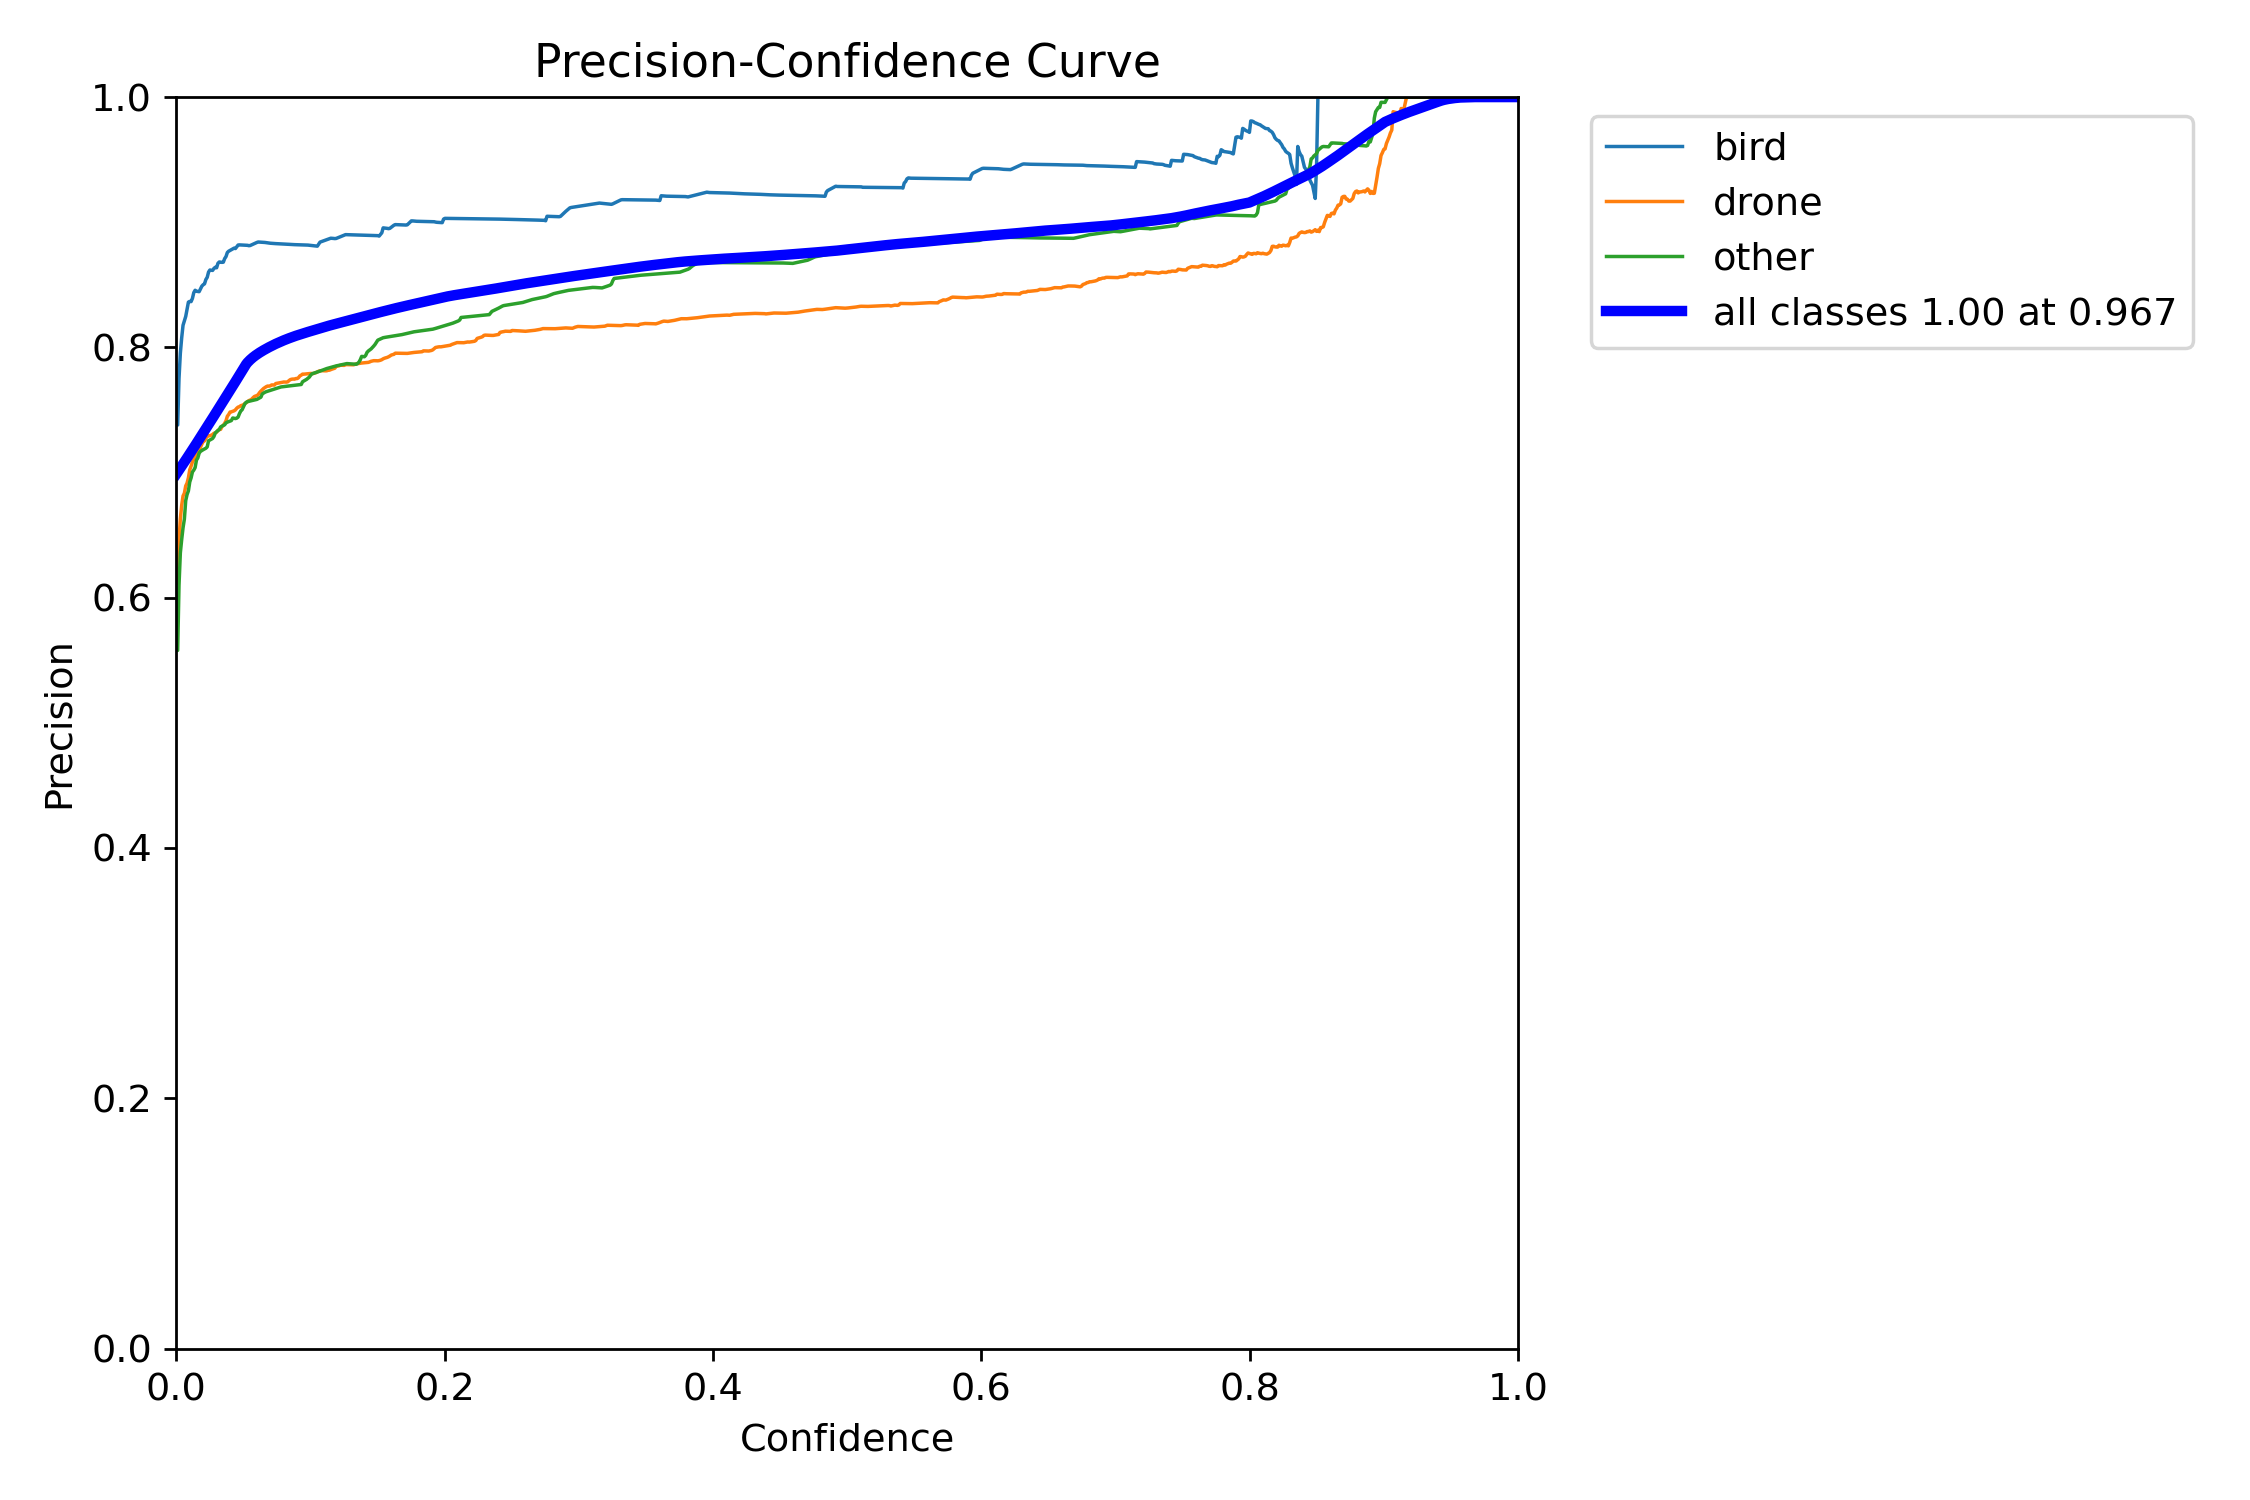 Precision-Confidence Curve
1.0
0.8
0.6
0.4
0.2
0.0
Precision
0.0 0.2 0.4 0.6 0.8 1.0
Confidence
bird
drone
other
all classes 1.00 at 0.967